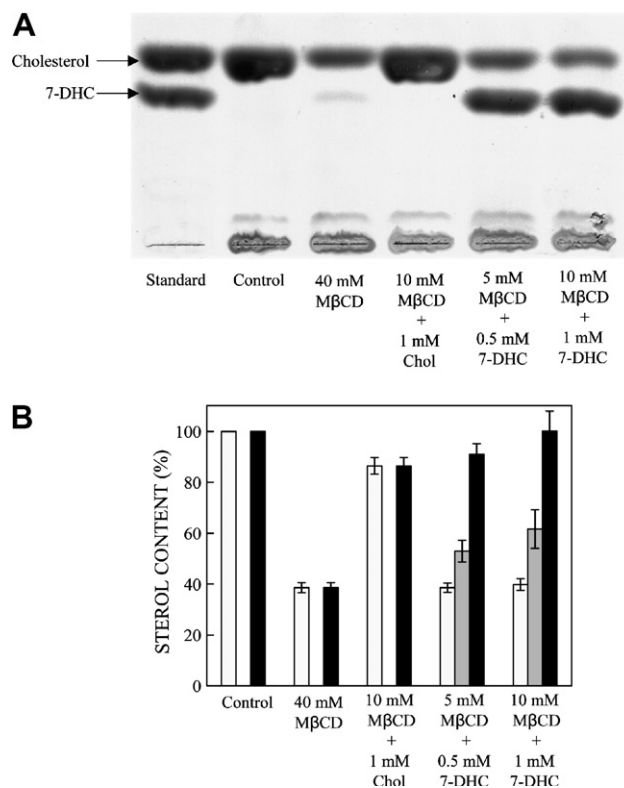 A
Cholesterol
7-DHC
Standard
Control
40 mM
MβCD
10 mM
MβCD
+
1 mM
Chol
5 mM
MβCD
+
0.5 mM
7-DHC
10 mM
MβCD
+
1 mM
7-DHC
B
STEROL CONTENT (%)
100
80
60
40
20
0
Control
40 mM
MβCD
10 mM
MβCD
+
1 mM
Chol
5 mM
MβCD
+
0.5 mM
7-DHC
10 mM
MβCD
+
1 mM
7-DHC